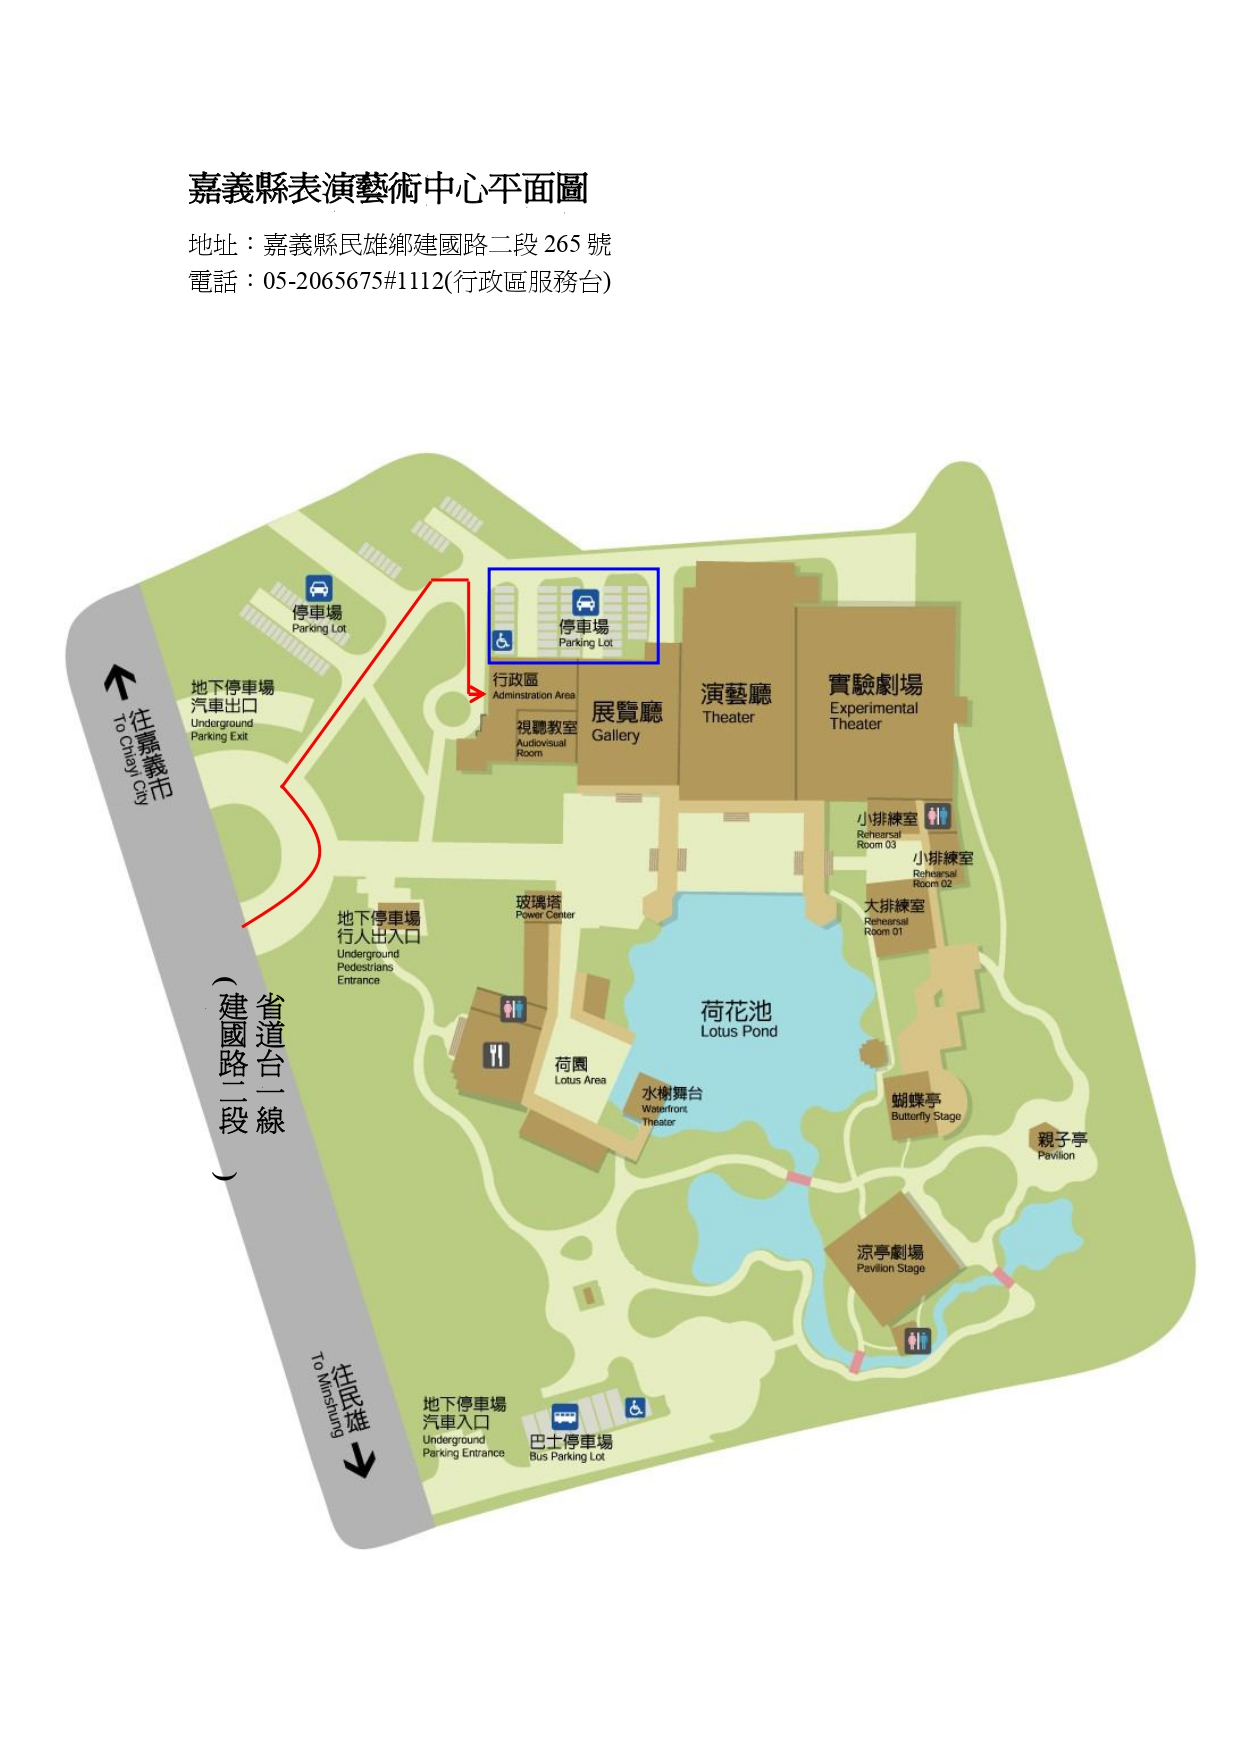 嘉義縣表演藝術中心平面圖
地址：嘉義縣民雄鄉建國路二段 265 號
電話：05-2065675#1112(行政區服務台)
停車場
Parking Lot
停車場
Parking Lot
行政區
Adminstration Area
視聽教室
Audiovisual
Room
展覽廳
Gallery
演藝廳
Theater
實驗劇場
Experimental
Theater
地下停車場
汽車出口
Underground
Parking Exit
往嘉義市
To Chiayi City
小排練室
Rehearsal
Room 03
小排練室
Rehearsal
Room 02
大排練室
Rehearsal
Room 01
玻璃塔
Power Center
地下停車場
行人出入口
Underground
Pedestrians
Entrance
省道台一線
(建國路二段 )
荷花池
Lotus Pond
荷園
Lotus Area
水榭舞台
Waterfront
Theater
蝴蝶亭
Butterfly Stage
親子亭
Pavilion
涼亭劇場
Pavilion Stage
往民雄
To Minshung
地下停車場
汽車入口
Underground
Parking Entrance
巴士停車場
Bus Parking Lot